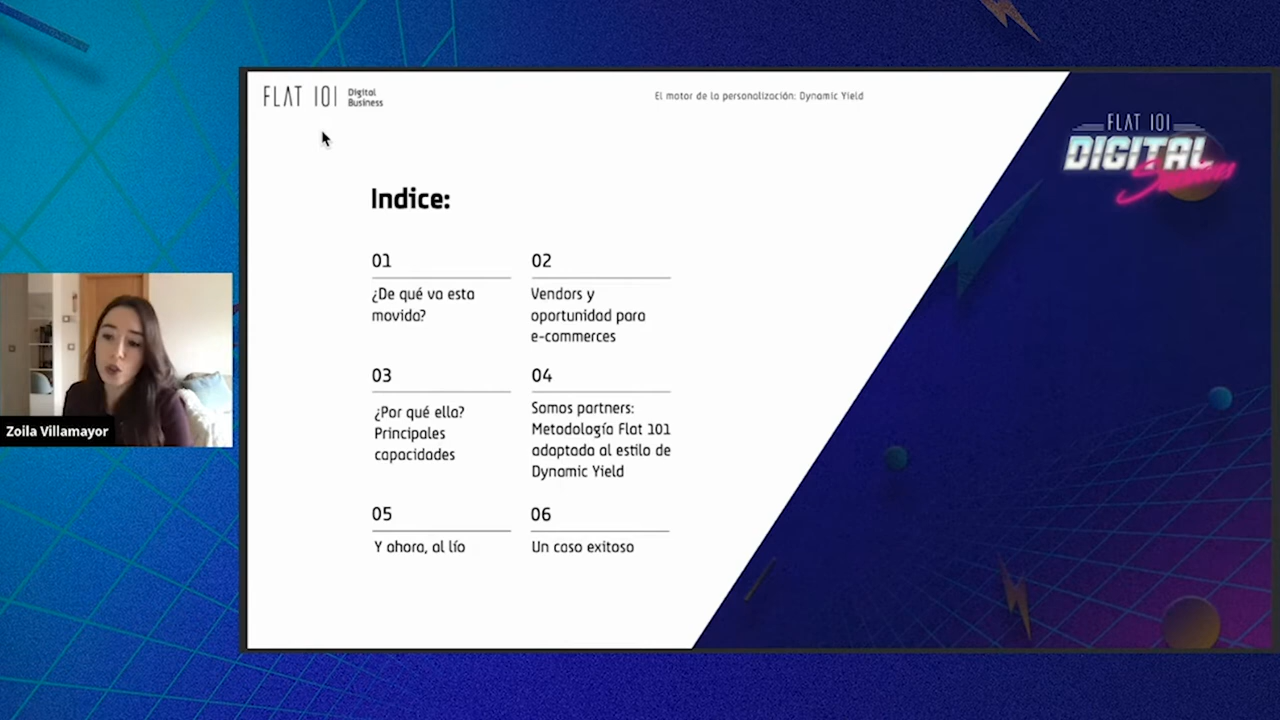 FLAT 101 Digital
Business
El motor de la personalización: Dynamic Yield
FLAT 101
DIGITAL
Indice:
01
¿De qué va esta
movida?
02
Vendors y
oportunidad para
e-commerces
03
¿Por qué ella?
Principales
capacidades
04
Somos partners:
Metodología Flat 101
adaptada al estilo de
Dynamic Yield
05
Y ahora, al lío
06
Un caso exitoso
Zoila Villamayor